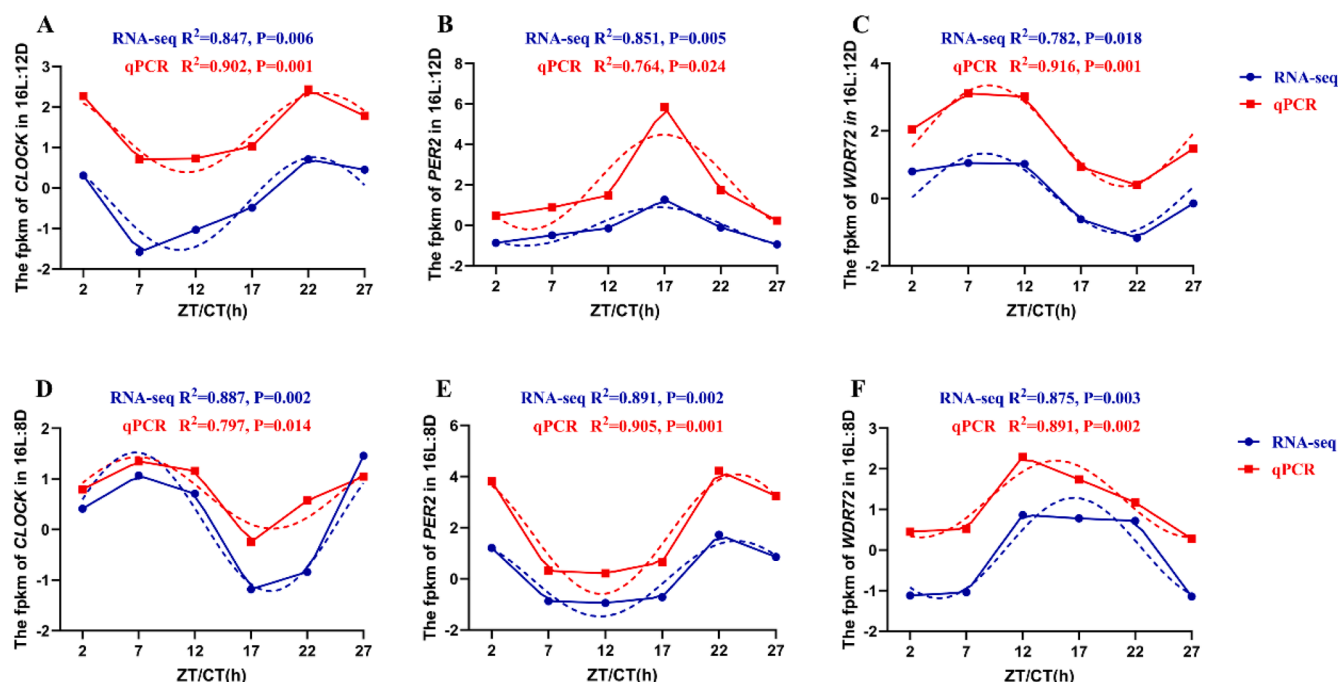 A
RNA-seq R²=0.847, P=0.006
qPCR R²=0.902, P=0.001
The fpkm of CLOCK in 16L:12D
3
2
1
0
-1
-2
2 7 12 17 22 27
ZT/CT(h)
B
RNA-seq R²=0.851, P=0.005
qPCR R²=0.764, P=0.024
The fpkm of PER2 in 16L:12D
8
6
4
2
0
-2
2 7 12 17 22 27
ZT/CT(h)
C
RNA-seq R²=0.782, P=0.018
qPCR R²=0.916, P=0.001
The fpkm of WDR72 in 16L:12D
4
2
0
-2
2 7 12 17 22 27
ZT/CT(h)
RNA-seq
qPCR
D
RNA-seq R²=0.887, P=0.002
qPCR R²=0.797, P=0.014
The fpkm of CLOCK in 16L:8D
2
1
0
-1
-2
2 7 12 17 22 27
ZT/CT(h)
E
RNA-seq R²=0.891, P=0.002
qPCR R²=0.905, P=0.001
The fpkm of PER2 in 16L:8D
6
4
2
0
-2
2 7 12 17 22 27
ZT/CT(h)
F
RNA-seq R²=0.875, P=0.003
qPCR R²=0.891, P=0.002
The fpkm of WDR72 in 16L:8D
3
2
1
0
-1
-2
2 7 12 17 22 27
ZT/CT(h)
RNA-seq
qPCR